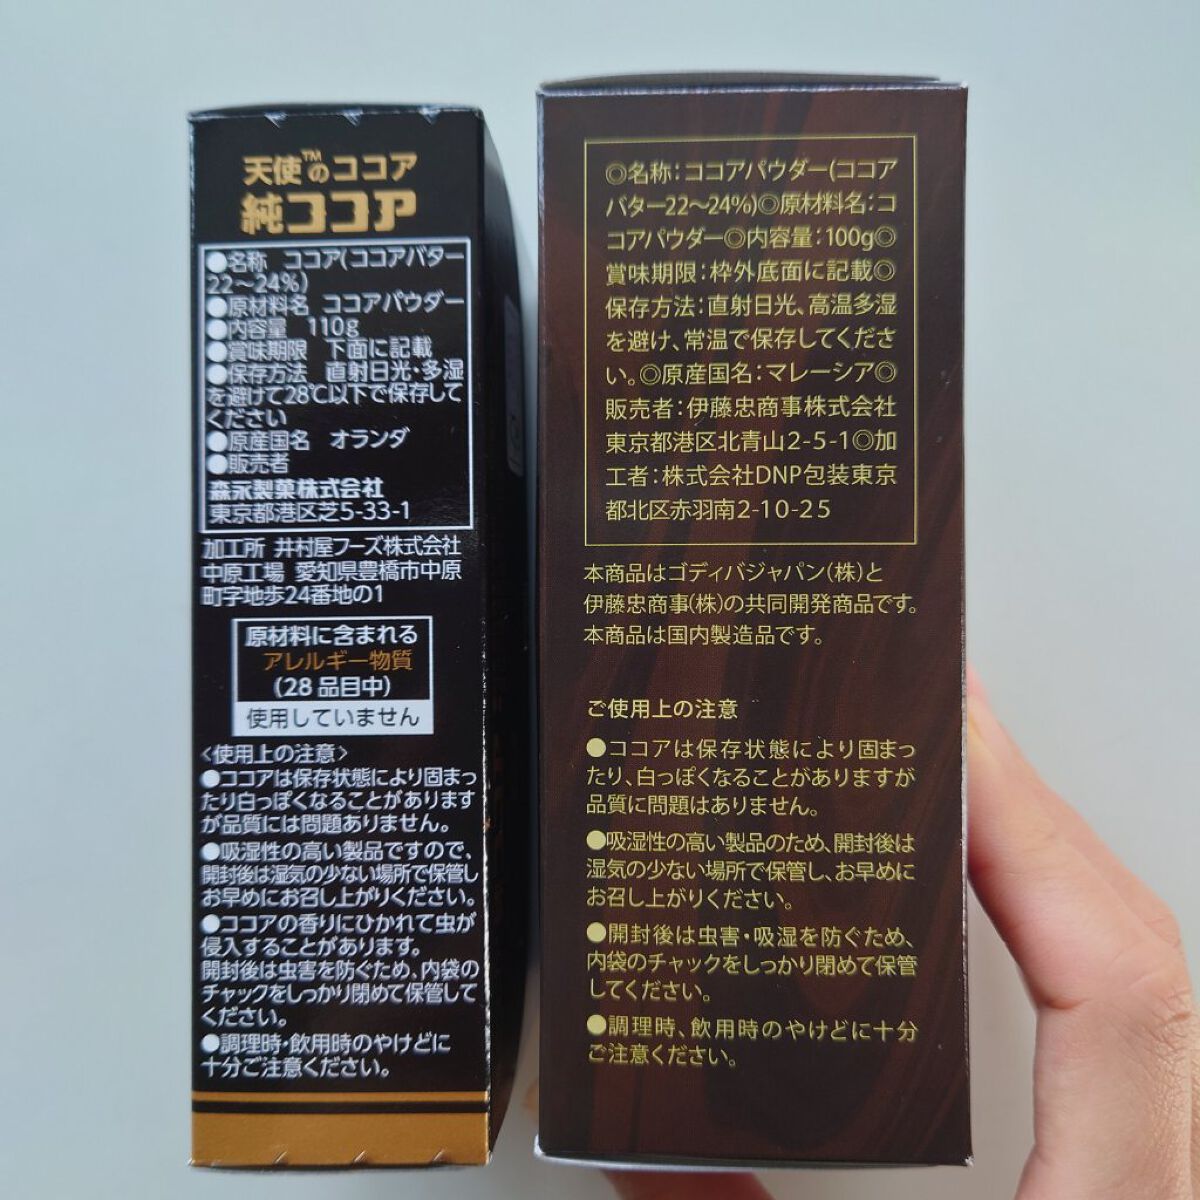 天使™のココア
純ココア
●名称　ココア(ココアバター
22～24%)
●原材料名　ココアパウダー
●内容量　110g
●賞味期限　下面に記載
●保存方法　直射日光・多湿
を避けて28℃以下で保存して
ください
●原産国名　オランダ
●販売者
森永製菓株式会社
東京都港区芝5-33-1
加工所 井村屋フーズ株式会社
中原工場 愛知県豊橋市中原
町字地歩24番地の1
原材料に含まれる
アレルギー物質
(28品目中)
使用していません
<使用上の注意>
●ココアは保存状態により固まっ
たり白っぽくなることがあります
が品質には問題ありません。
●吸湿性の高い製品ですので、
開封後は湿気の少ない場所で保管し
お早めにお召し上がりください。
●ココアの香りにひかれて虫が
侵入することがあります。
開封後は虫害を防ぐため、内袋の
チャックをしっかり閉めて保管して
ください。
●調理時・飲用時のやけどに
十分ご注意ください。
◎名称：ココアパウダー(ココア
バター22～24%)◎原材料名：コ
コアパウダー◎内容量：100g◎
賞味期限：枠外底面に記載◎
保存方法：直射日光、高温多湿
を避け、常温で保存してくださ
い。◎原産国名：マレーシア◎
販売者：伊藤忠商事株式会社
東京都港区北青山2-5-1◎加
工者：株式会社DNP包装東京
都北区赤羽南2-10-25
本商品はゴディバジャパン(株)と
伊藤忠商事(株)の共同開発商品です。
本商品は国内製造品です。
ご使用上の注意
●ココアは保存状態により固まっ
たり、白っぽくなることがありますが
品質に問題はありません。
●吸湿性の高い製品のため、開封後は
湿気の少ない場所で保管し、お早めに
お召し上がりください。
●開封後は虫害・吸湿を防ぐため、
内袋のチャックをしっかり閉めて保管
してください。
●調理時、飲用時のやけどに十分
ご注意ください。